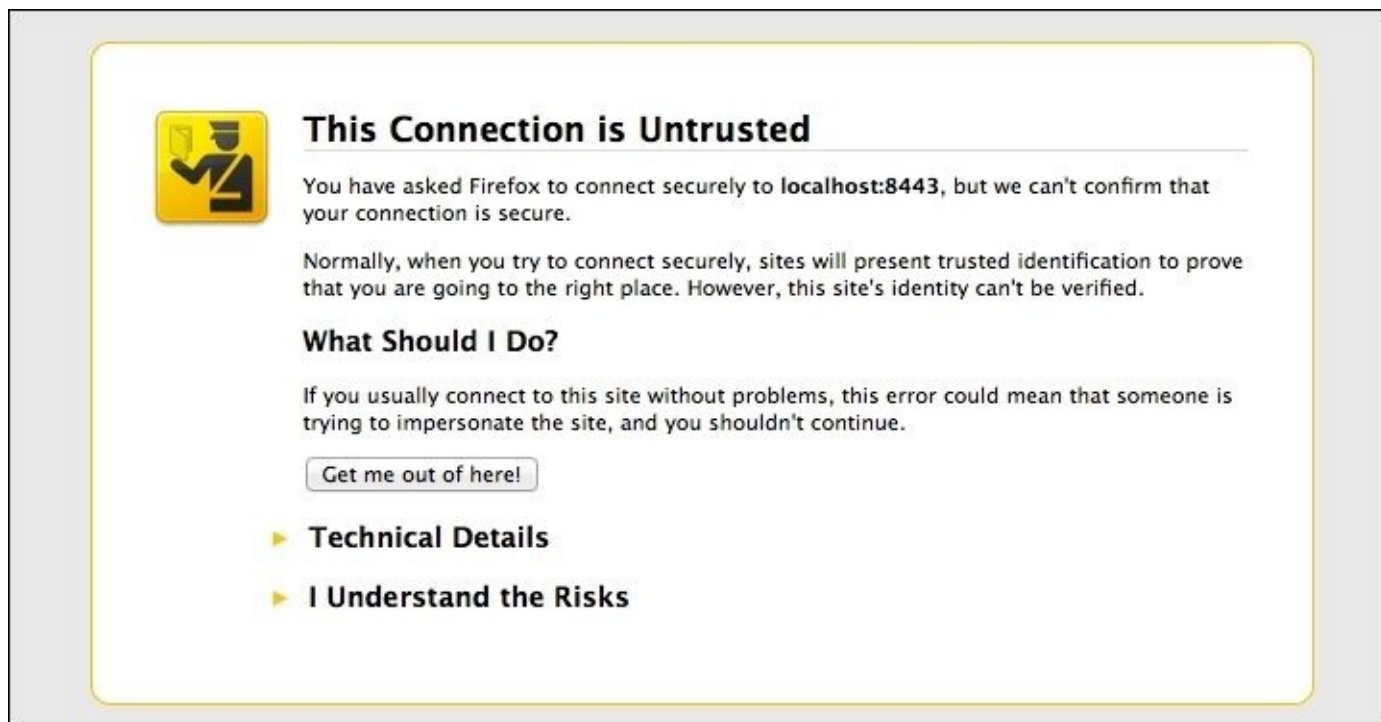 This Connection is Untrusted
You have asked Firefox to connect securely to localhost:8443, but we can't confirm that
your connection is secure.
Normally, when you try to connect securely, sites will present trusted identification to prove
that you are going to the right place. However, this site's identity can't be verified.
What Should I Do?
If you usually connect to this site without problems, this error could mean that someone is
trying to impersonate the site, and you shouldn't continue.
Get me out of here!
Technical Details
I Understand the Risks